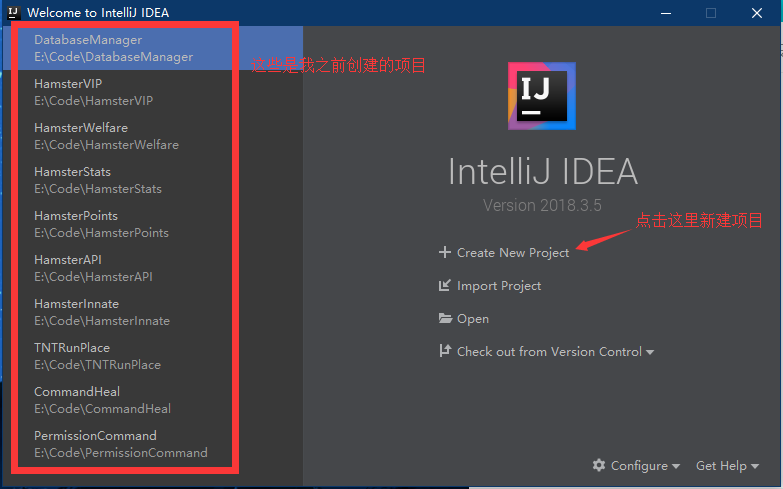 Welcome to IntelliJ IDEA
DatabaseManager
E:\Code\DatabaseManager
HamsterVIP
E:\Code\HamsterVIP
HamsterWelfare
E:\Code\HamsterWelfare
HamsterStats
E:\Code\HamsterStats
HamsterPoints
E:\Code\HamsterPoints
HamsterAPI
E:\Code\HamsterAPI
HamsterInnate
E:\Code\HamsterInnate
TNTRunPlace
E:\Code\TNTRunPlace
CommandHeal
E:\Code\CommandHeal
PermissionCommand
E:\Code\PermissionCommand
这些是我之前创建的项目
IJ
IntelliJ IDEA
Version 2018.3.5
点击这里新建项目
Create New Project
Import Project
Open
Check out from Version Control
Configure
Get Help